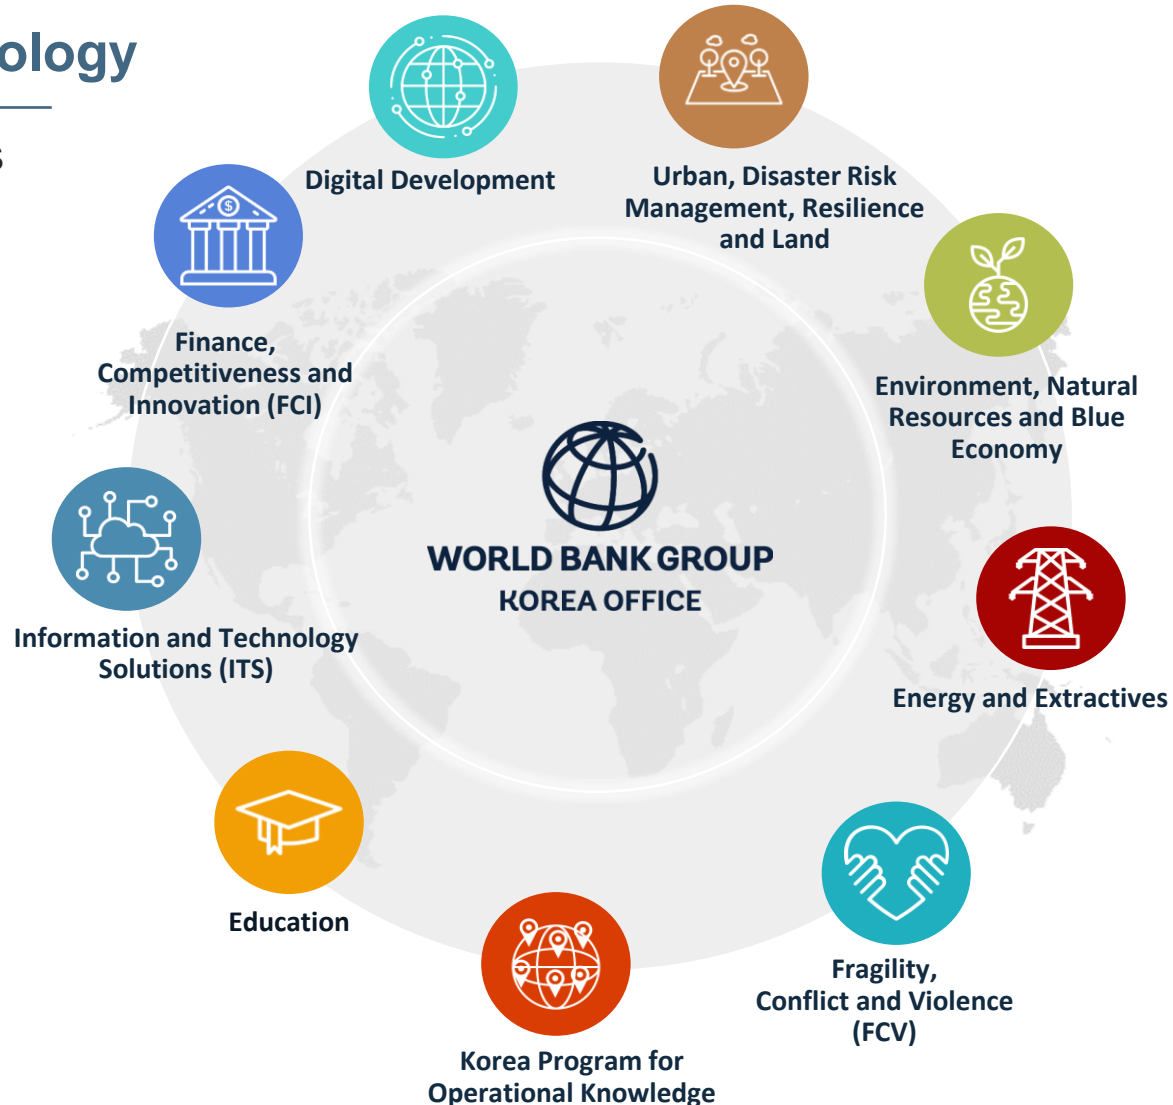 ology
s
Digital Development
Urban, Disaster Risk
Management, Resilience
and Land
Finance,
Competitiveness and
Innovation (FCI)
$
Environment, Natural
Resources and Blue
Economy
WORLD BANK GROUP
KOREA OFFICE
Information and Technology
Solutions (ITS)
Energy and Extractives
Education
Fragility,
Conflict and Violence
(FCV)
Korea Program for
Operational Knowledge